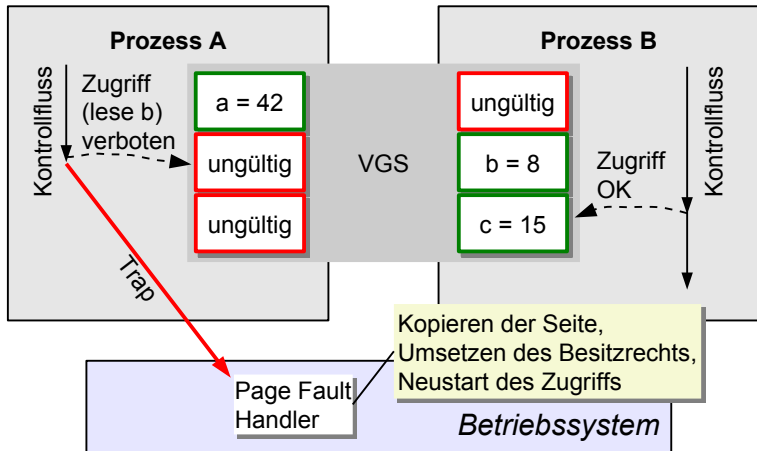 Prozess A
Kontrollfluss
Zugriff
(lese b)
verboten
a = 42
ungültig
ungültig
VGS
Prozess B
ungültig
b = 8
c = 15
Zugriff
OK
Kontrollfluss
Trap
Kopieren der Seite,
Umsetzen des Besitzrechts,
Neustart des Zugriffs
Page Fault
Handler
Betriebssystem